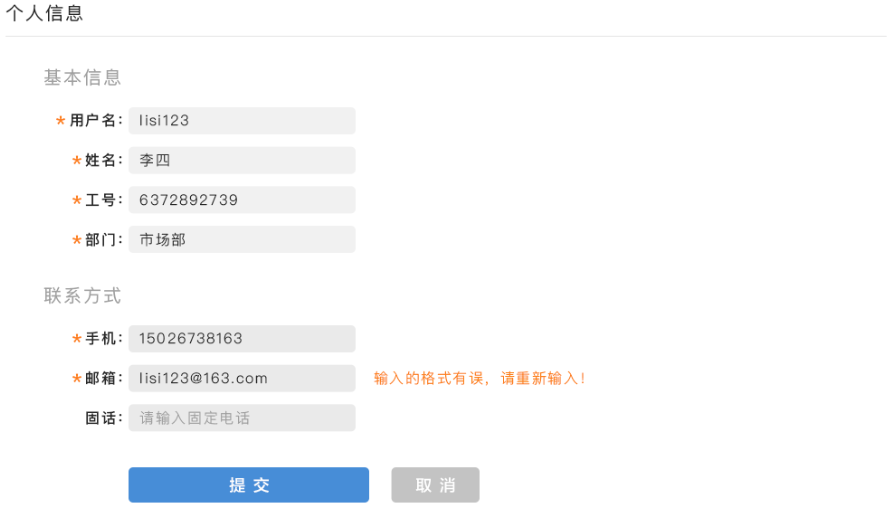 个人信息
基本信息
*用户名: lisi123
*姓名: 李四
*工号: 6372892739
*部门: 市场部
联系方式
*手机: 15026738163
*邮箱: lisi123@163.com 输入的格式有误，请重新输入！
固话: 请输入固定电话
提 交 取 消